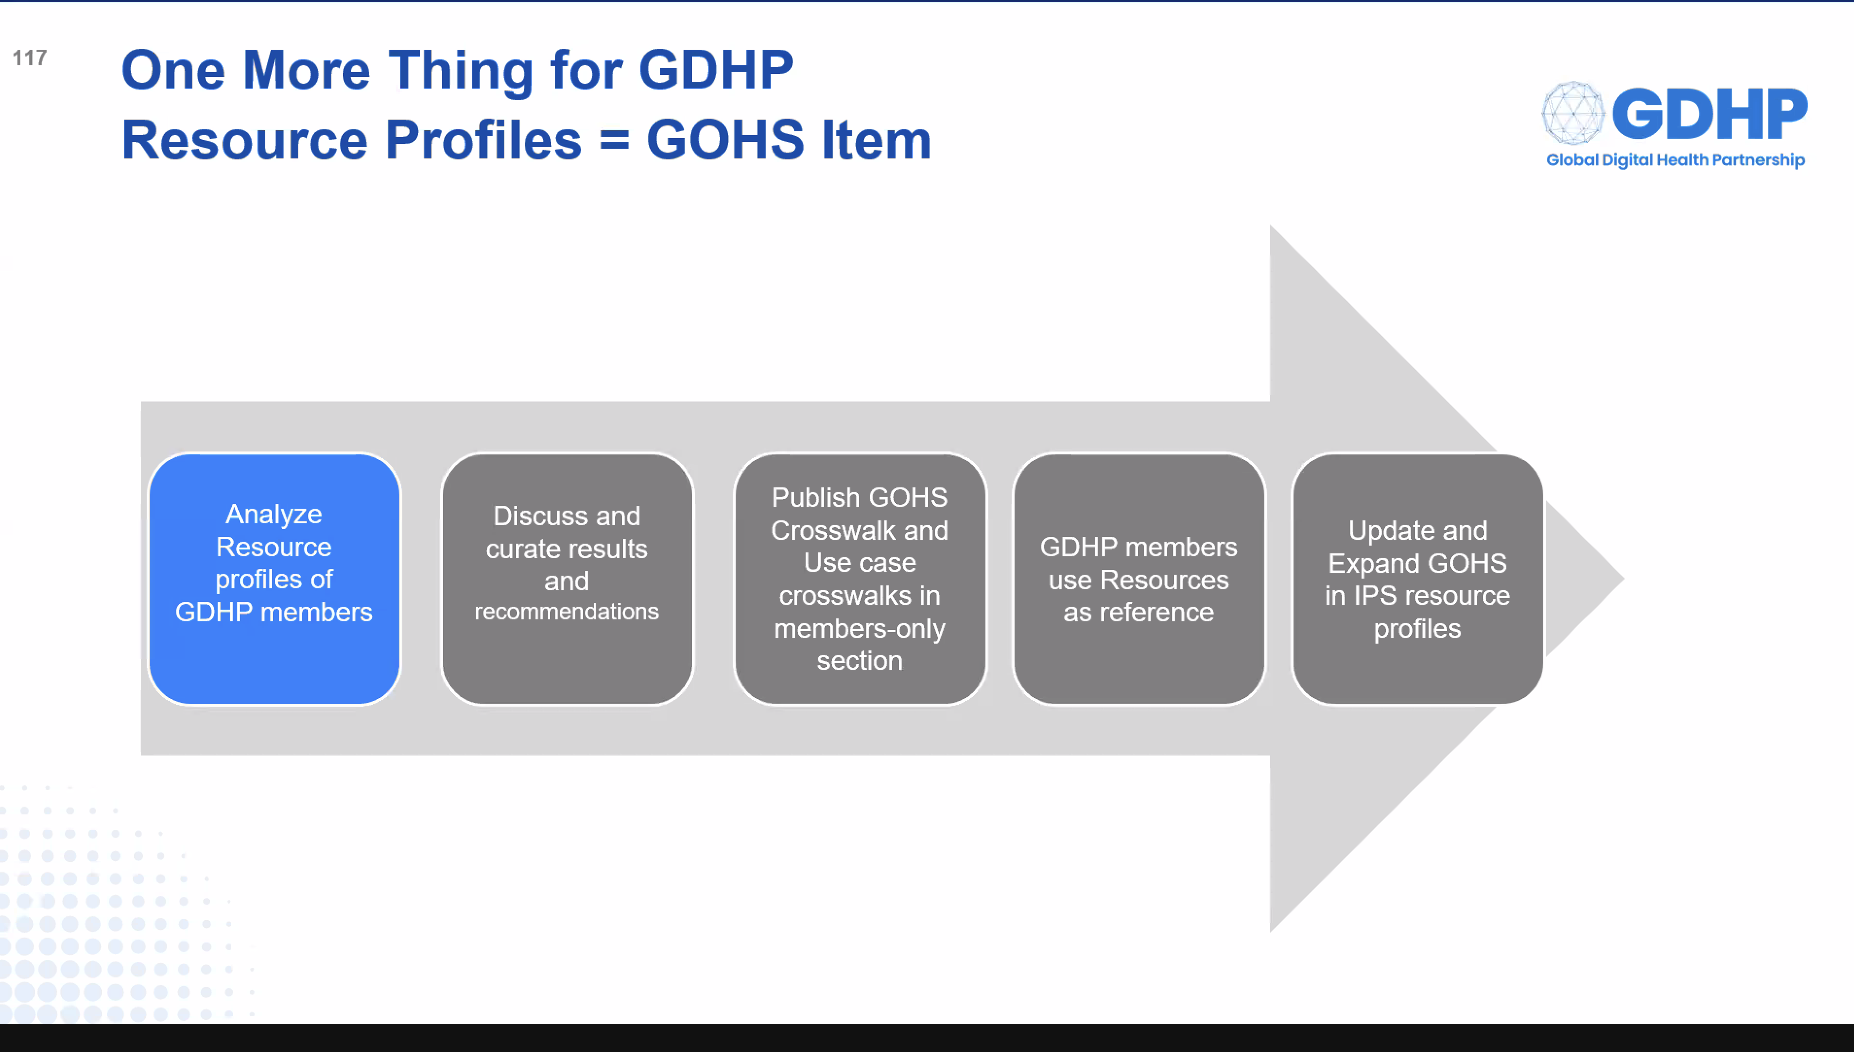 117
One More Thing for GDHP
Resource Profiles = GOHS Item
GDHP
Global Digital Health Partnership
Analyze
Resource
profiles of
GDHP members
Discuss and
curate results
and
recommendations
Publish GOHS
Crosswalk and
Use case
crosswalks in
members-only
section
GDHP members
use Resources
as reference
Update and
Expand GOHS
in IPS resource
profiles